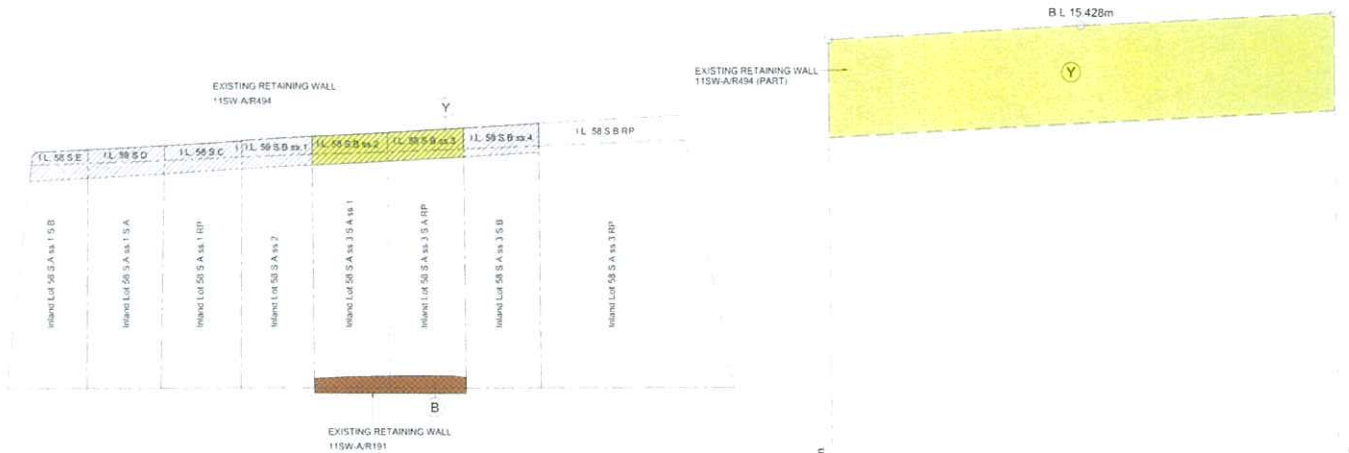 EXISTING RETAINING WALL
11SW-A/R494
Y
I.L. 58 S.E
I.L. 58 S.D
I.L. 58 S.C
I.L. 58 S.B ss.1
I.L. 58 S.B ss.2
I.L. 58 S.B ss.3
I.L. 58 S.B ss.4
I.L. 58 S.B RP
Inland Lot 58 S.A ss.1 S.B
Inland Lot 58 S.A ss.1 S.A
Inland Lot 58 S.A ss.1 RP
Inland Lot 58 S.A ss.2
Inland Lot 58 S.A ss.3 S.A ss.1
Inland Lot 58 S.A ss.3 S.A RP
Inland Lot 58 S.A ss.3 S.B
Inland Lot 58 S.A ss.3 RP
B
EXISTING RETAINING WALL
11SW-A/R191
B.L 15.428m
EXISTING RETAINING WALL
11SW-A/R494 (PART)
Y